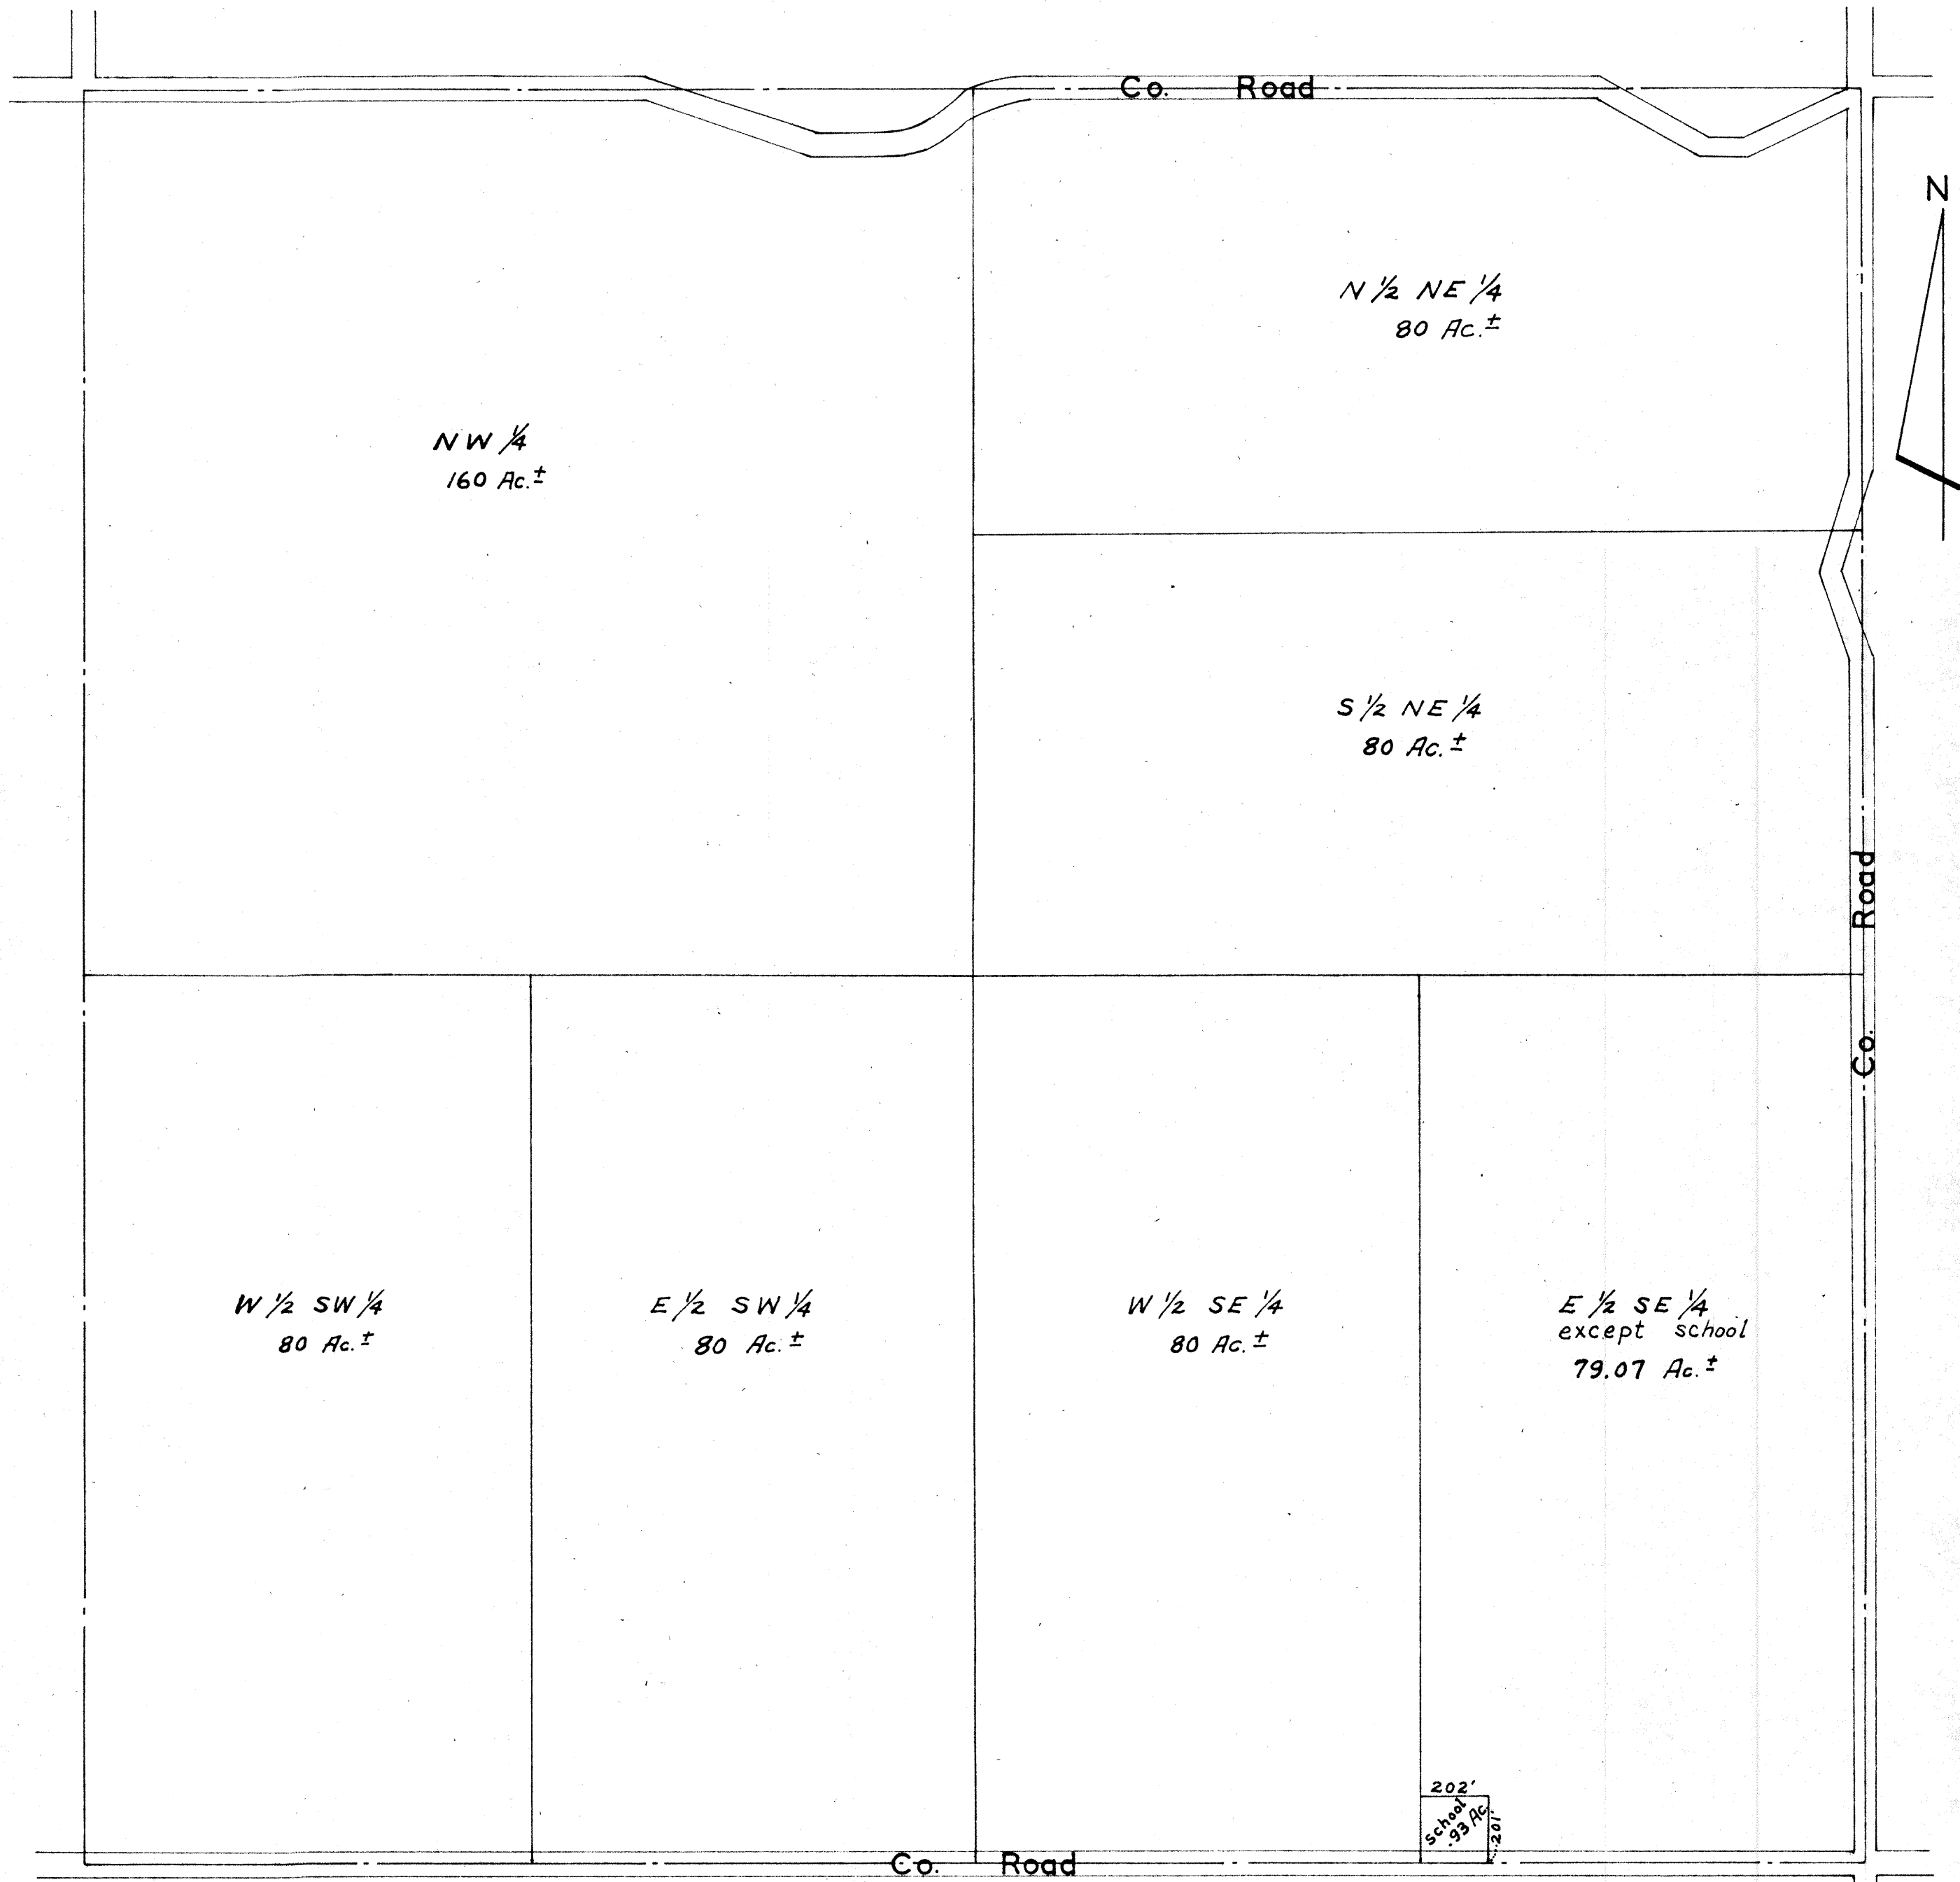 Co. Road
N
N 1/2 NE 1/4
80 Ac. ±
NW 1/4
160 Ac. ±
S 1/2 NE 1/4
80 Ac. ±
Co. Road
W 1/2 SW 1/4
80 Ac. ±
E 1/2 SW 1/4
80 Ac. ±
W 1/2 SE 1/4
80 Ac. ±
E 1/2 SE 1/4
except school
79.07 Ac. ±
202'
school
.93 Ac.
201'
Co. Road